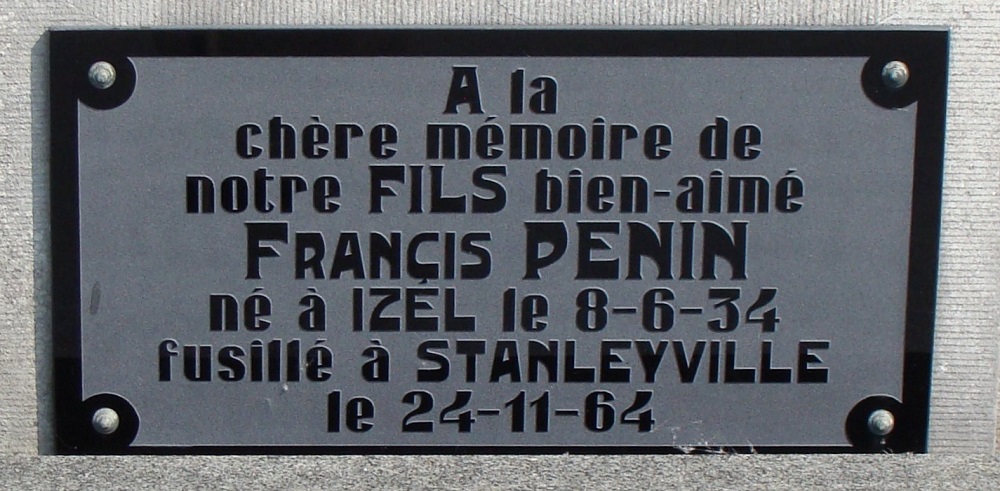 A la
chère mémoire de
notre FILS bien-aimé
FRANÇIS PENIN
né à IZEL le 8-6-34
fusillé à STANLEYVILLE
le 24-11-64